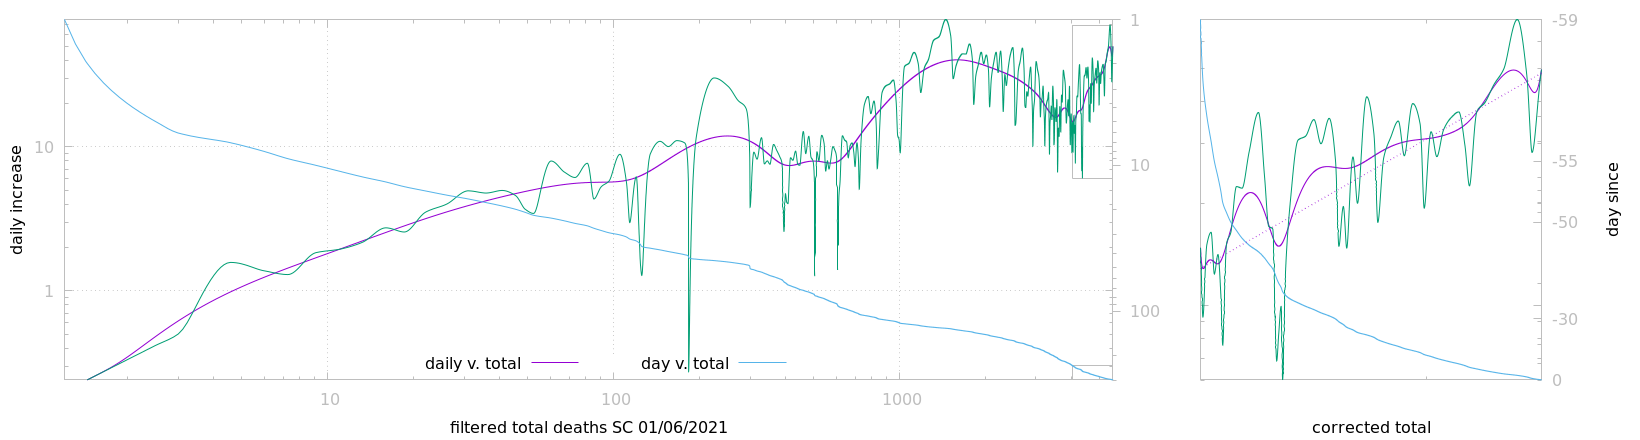 daily increase
10
1
10
100
1000
1
10
100
daily v. total
day v. total
filtered total deaths SC 01/06/2021
-59
-55
-50
-30
0
day since
corrected total